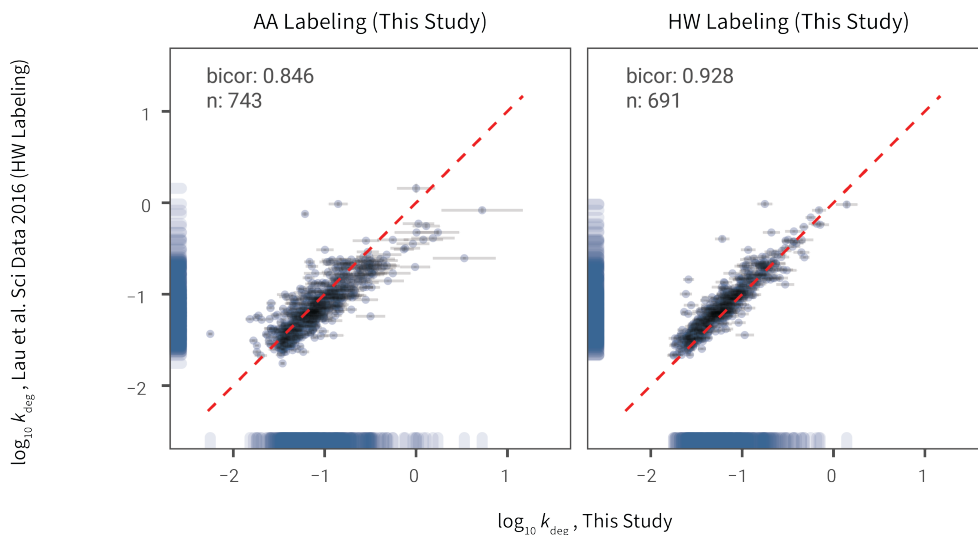 AA Labeling (This Study)
HW Labeling (This Study)
bicor: 0.846
n: 743
bicor: 0.928
n: 691
log10 kdeg, Lau et al. Sci Data 2016 (HW Labeling)
1
0
−1
−2
−2 −1 0 1
−2 −1 0 1
log10 kdeg, This Study